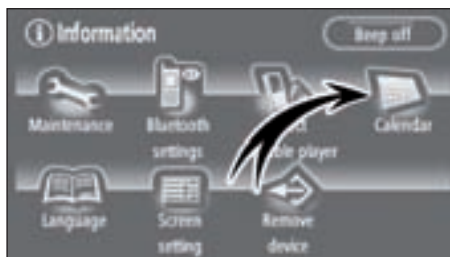 Information
Beep off
Maintenance
Bluetooth
settings
player
Calendar
Language
Screen
setting
Remove
device